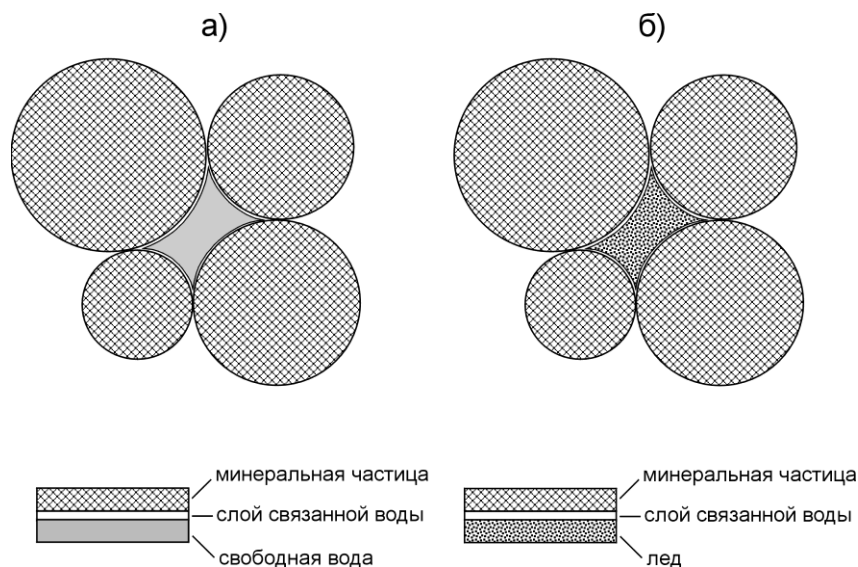 а)
б)
минеральная частица
слой связанной воды
свободная вода
минеральная частица
слой связанной воды
лед